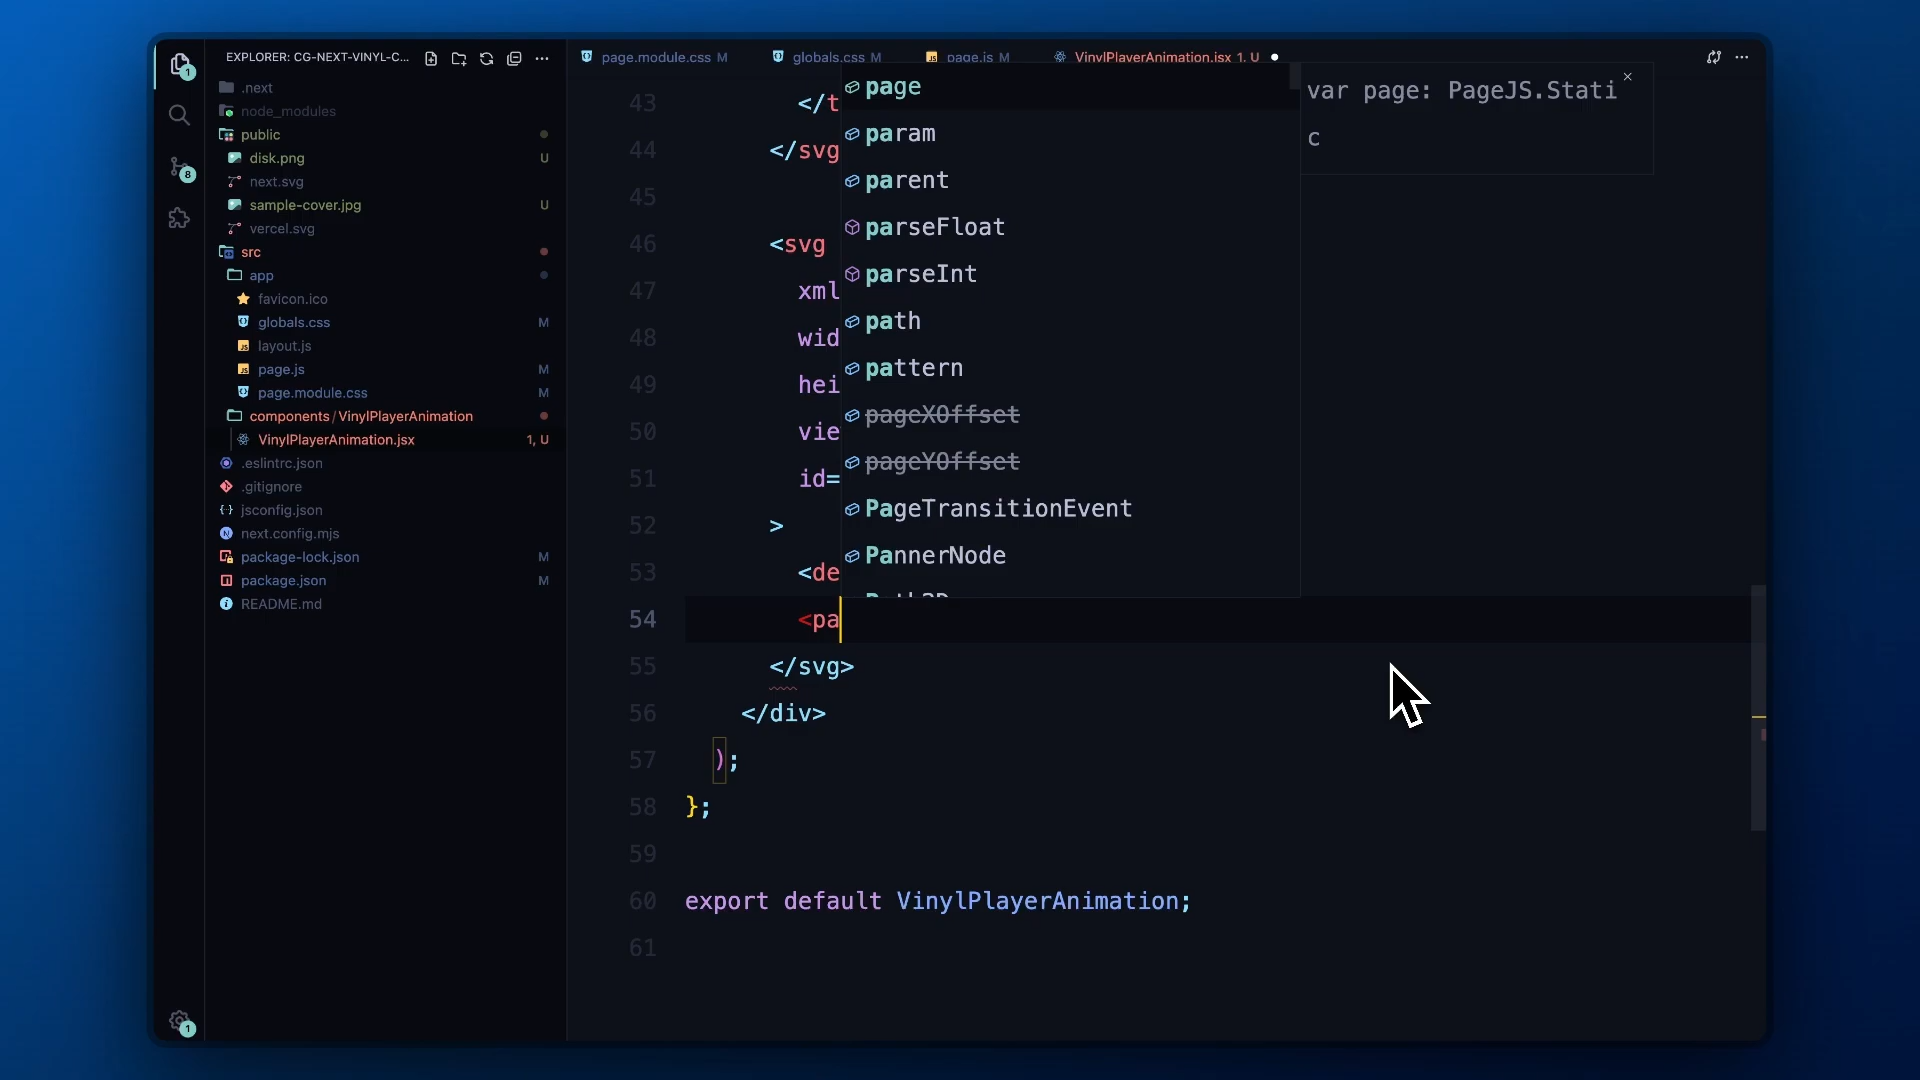 EXPLORER: CG-NEXT-VINYL-C...
page.module.css M
globals.css M
page.js M
VinylPlayerAnimation.jsx 1, U
1
.next
node_modules
public
disk.png U
8
next.svg
sample-cover.jpg U
vercel.svg
src
app
favicon.ico
globals.css M
layout.js
page.js M
page.module.css M
components/VinylPlayerAnimation
VinylPlayerAnimation.jsx 1, U
.eslintrc.json
.gitignore
jsconfig.json
next.config.mjs
package-lock.json M
package.json M
README.md
1
43 </t
44 </svg
45
46 <svg
47 xml
48 wid
49 hei
50 vie
51 id=
52 >
53 <de
54 <pa
55 </svg>
56 </div>
57 );
58 };
59
60 export default VinylPlayerAnimation;
61
page
param
parent
parseFloat
parseInt
path
pattern
pageXOffset
pageYOffset
PageTransitionEvent
PannerNode
Path2D
var page: PageJS.Stati
c